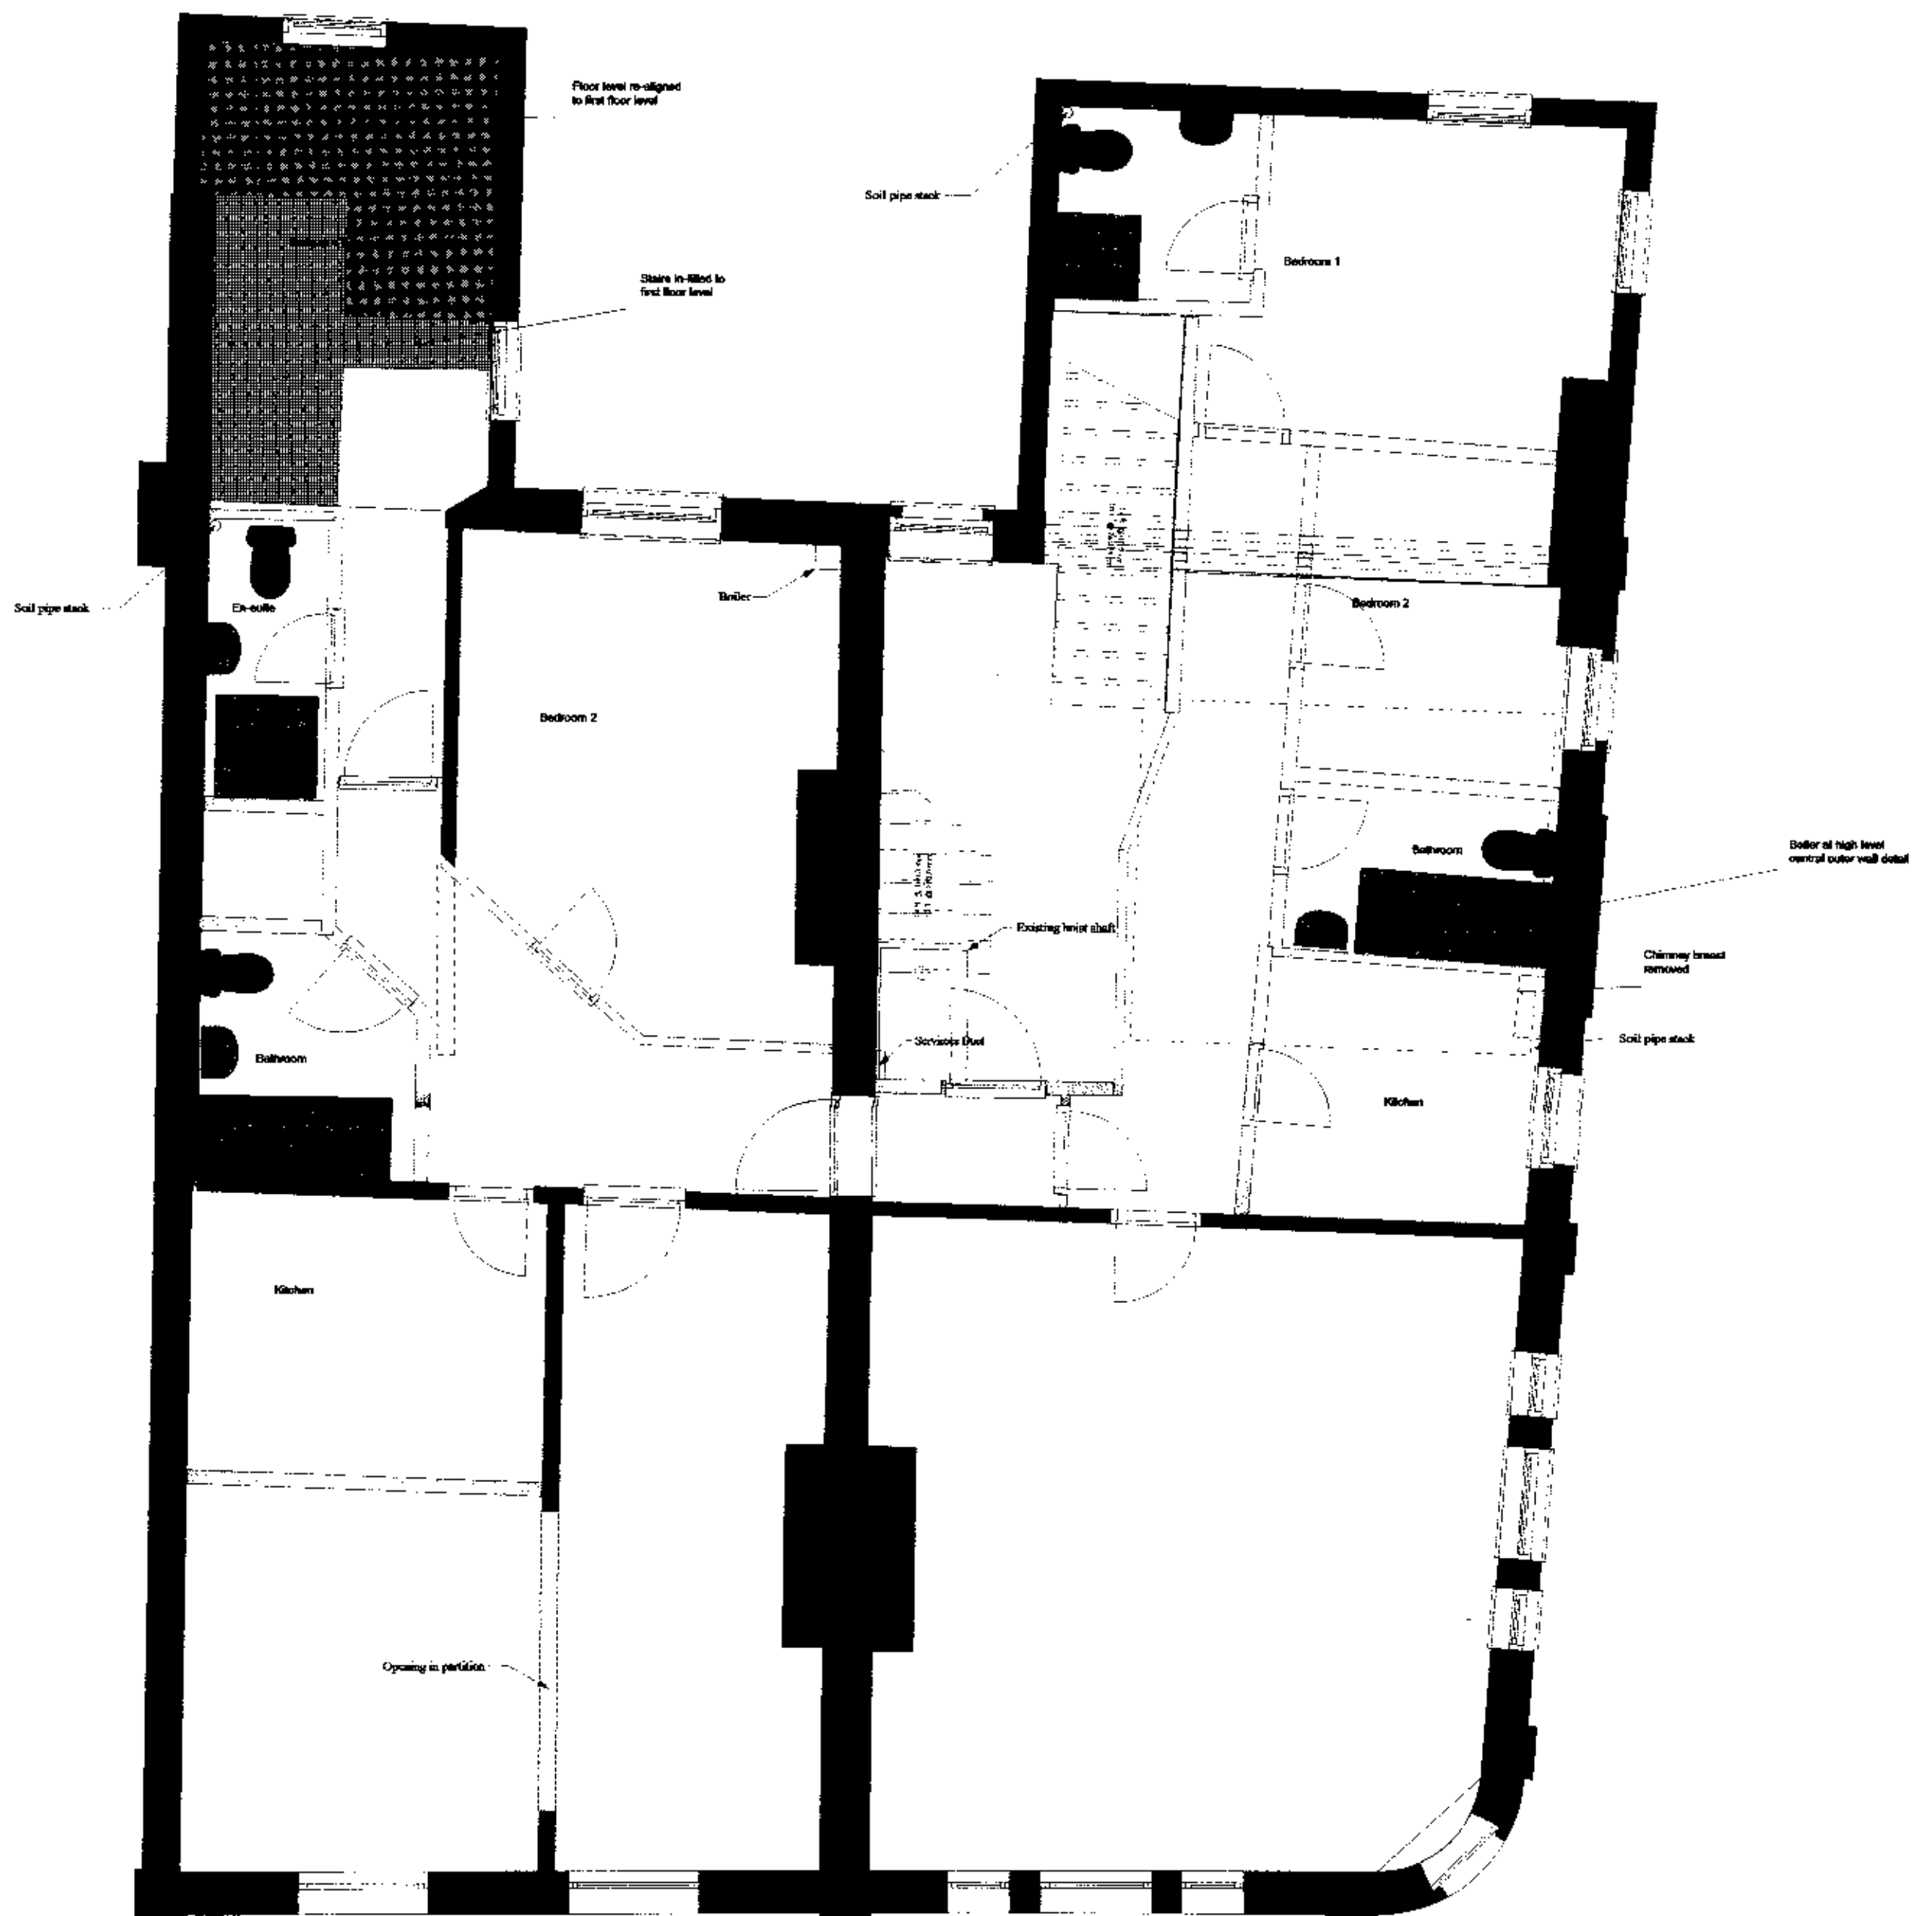 Floor level re-aligned
to first floor level
Soil pipe stack
Bedroom 1
Stairs in-filled to
first floor level
Boiler
Soil pipe stack
En-suite
Bedroom 2
Bedroom 2
Bathroom
Boiler at high level
central outer wall detail
Existing hoist shaft
Chimney breast
removed
Services Duct
Soil pipe stack
Bathroom
Kitchen
Kitchen
Opening in partition